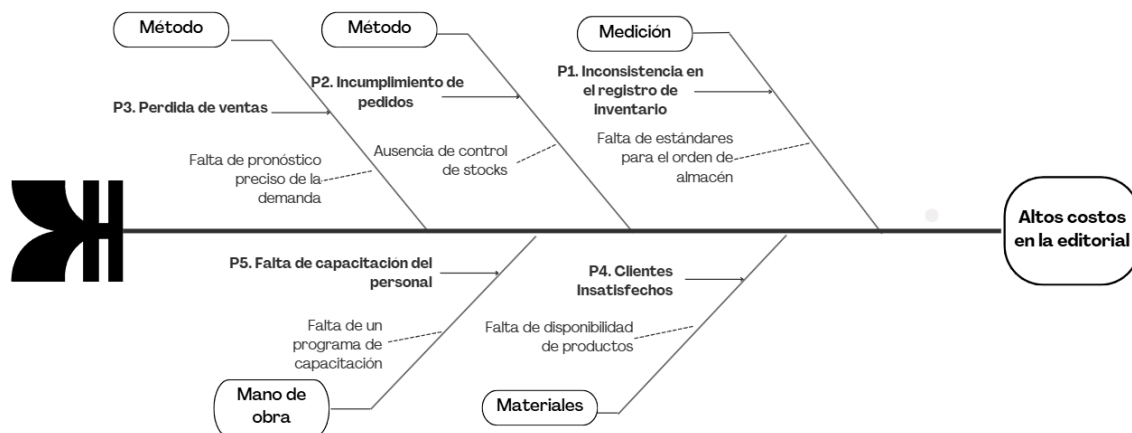 Método
Método
Medición
P3. Perdida de ventas
P2. Incumplimiento de
pedidos
P1. Inconsistencia en
el registro de
inventario
Falta de pronóstico
preciso de la
demanda
Ausencia de control
de stocks
Falta de estándares
para el orden de
almacén
Altos costos
en la editorial
P5. Falta de capacitación del
personal
P4. Clientes
Insatisfechos
Falta de un
programa de
capacitación
Falta de disponibilidad
de productos
Mano de
obra
Materiales